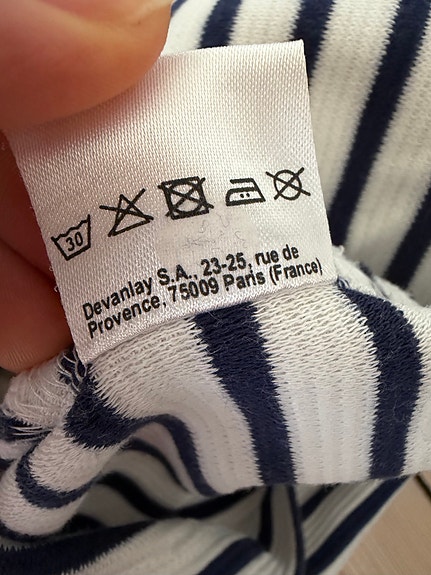 30
Devanlay S.A., 23-25, rue de
Provence, 75009 Paris (France)